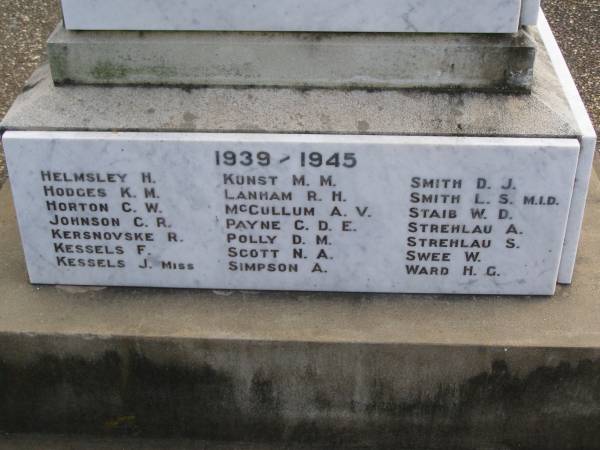 1939 - 1945
HELMSLEY H.
HODGES K. M.
HORTON C. W.
JOHNSON C. R.
KERSNOVSKE R.
KESSELS F.
KESSELS J. MISS
KUNST M. M.
LANHAM R. H.
MCCULLUM A. V.
PAYNE C. D. E.
POLLY D. M.
SCOTT N. A.
SIMPSON A.
SMITH D. J.
SMITH L. S. M.I.D.
STAIB W. D.
STREHLAU A.
STREHLAU S.
SWEE W.
WARD H. G.